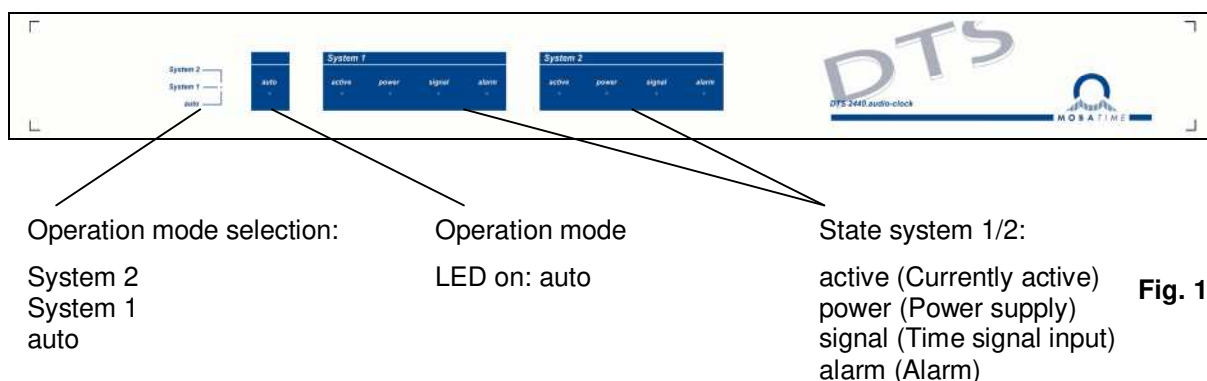 System 2
System 1
auto
auto
System 1
active power signal alarm
System 2
active power signal alarm
DTS
DTS 2440.audio-clock
MOBATIME
Operation mode selection:
System 2
System 1
auto
Operation mode
LED on: auto
State system 1/2:
active (Currently active)
power (Power supply)
signal (Time signal input)
alarm (Alarm)
Fig. 1